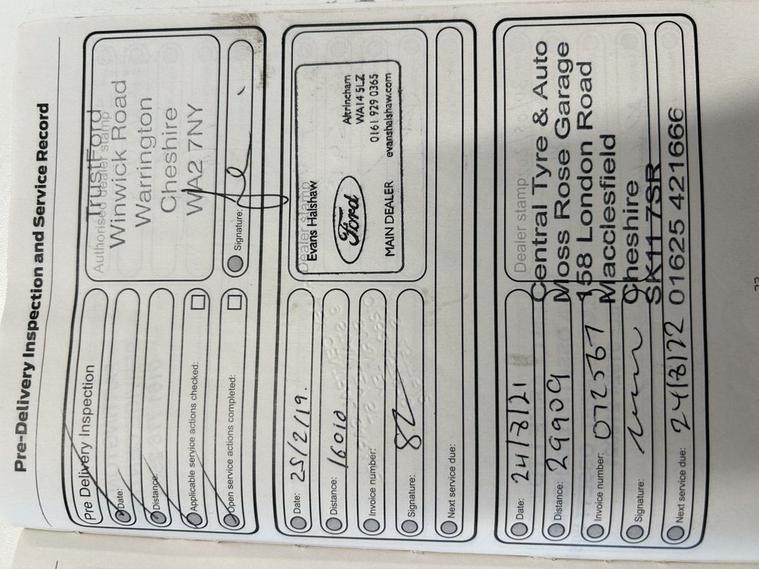 Pre-Delivery Inspection and Service Record
Pre Delivery Inspection
Date:
Distance:
Applicable service actions checked:
Open service actions completed:
Authorised dealer stamp
TrustFord
Winwick Road
Warrington
Cheshire
WA2 7NY
Signature:
Date: 25/2/19.
Distance: 16010
Invoice number:
Signature:
Next service due:
Dealer stamp
Evans Halshaw
Ford
MAIN DEALER
Altrincham
WA14 5LZ
0161 929 0365
evanshalshaw.com
Date: 24/8/21
Distance: 29909
Invoice number: 072567
Signature:
Next service due: 24/8/22
Dealer stamp
Central Tyre & Auto
Moss Rose Garage
158 London Road
Macclesfield
Cheshire
SK11 7SR
01625 421666